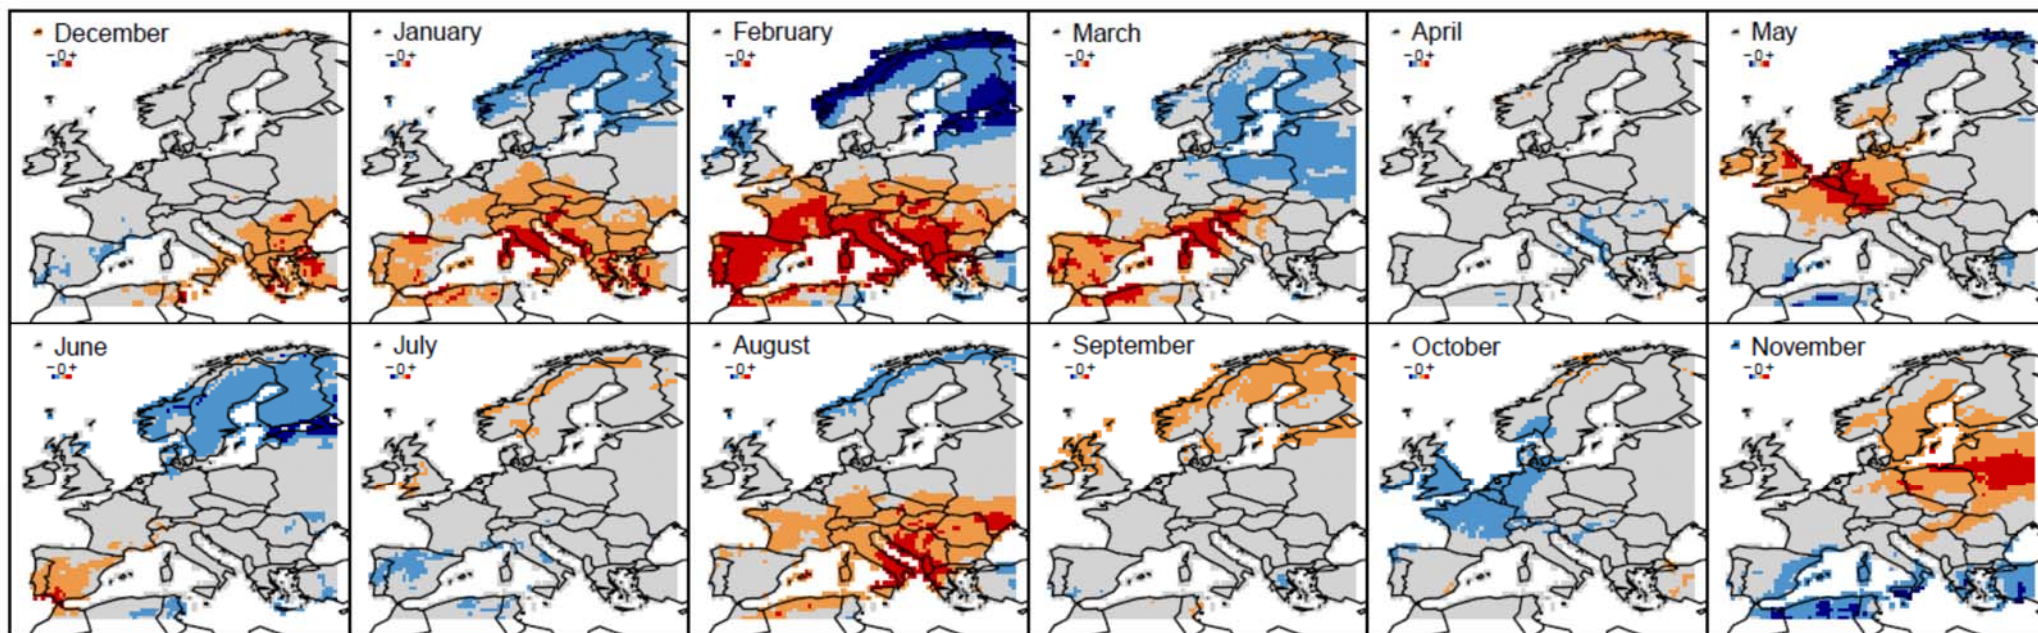 December
− 0 +
January
− 0 +
February
− 0 +
March
− 0 +
April
− 0 +
May
− 0 +
June
− 0 +
July
− 0 +
August
− 0 +
September
− 0 +
October
− 0 +
November
− 0 +